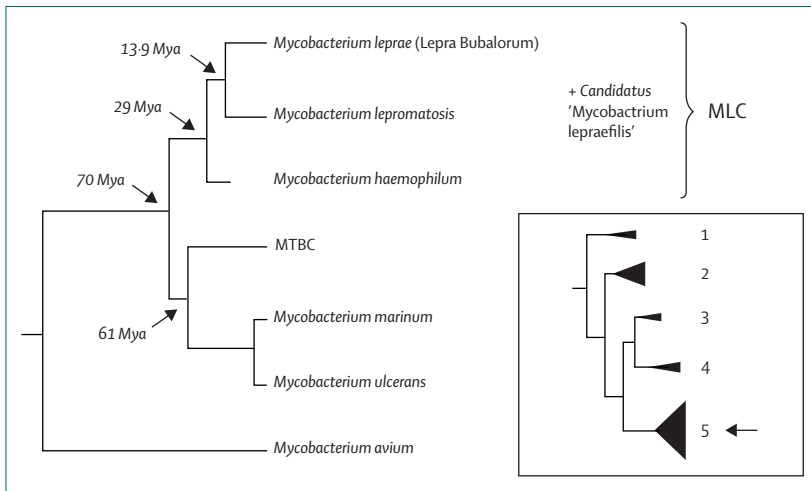 13·9 Mya
Mycobacterium leprae (Lepra Bubalorum)
+ Candidatus
'Mycobactrium
lepraefilis'
MLC
29 Mya
Mycobacterium lepromatosis
70 Mya
Mycobacterium haemophilum
MTBC
61 Mya
Mycobacterium marinum
Mycobacterium ulcerans
Mycobacterium avium
1
2
3
4
5